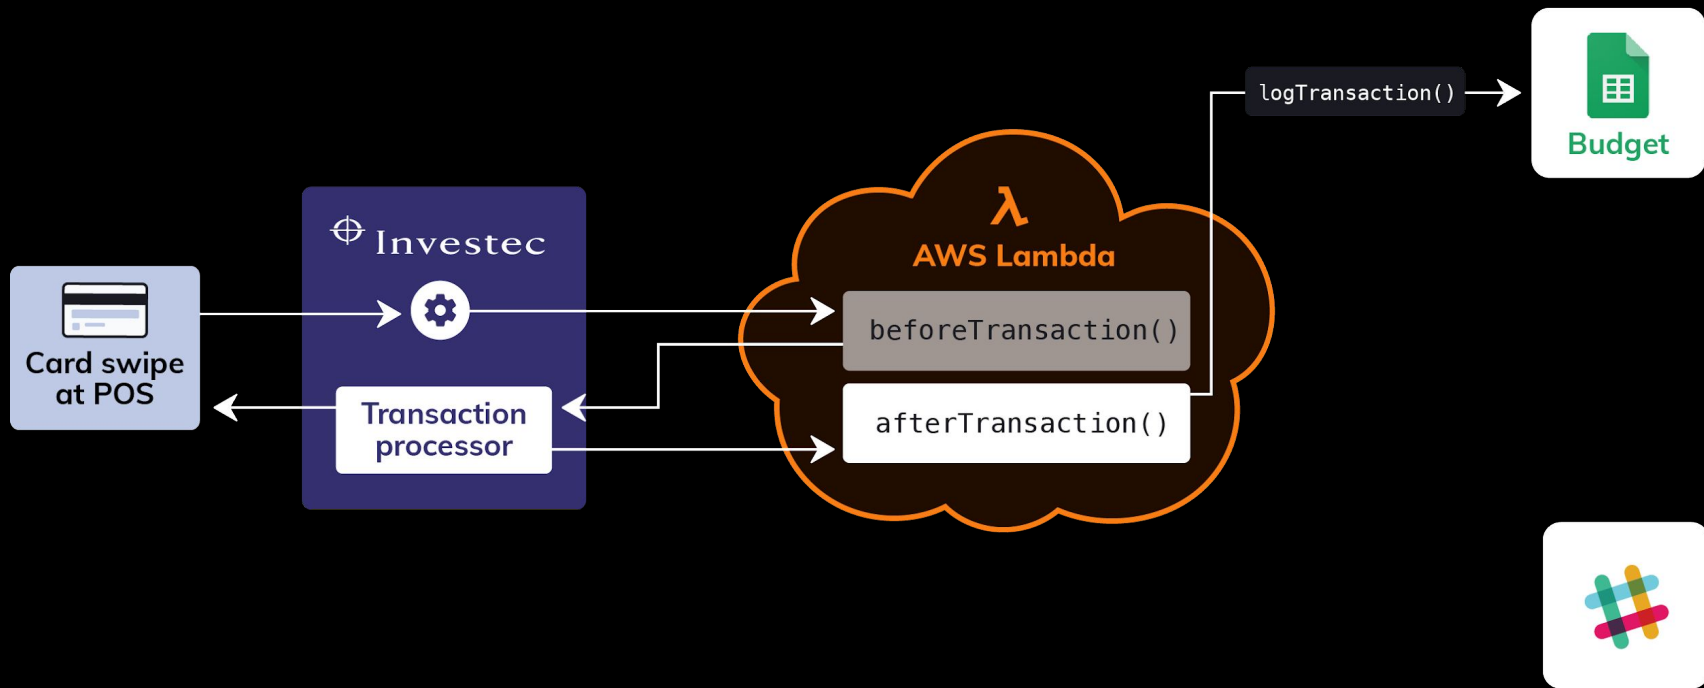 Card swipe
at POS
Investec
Transaction
processor
λ
AWS Lambda
beforeTransaction()
afterTransaction()
logTransaction()
Budget